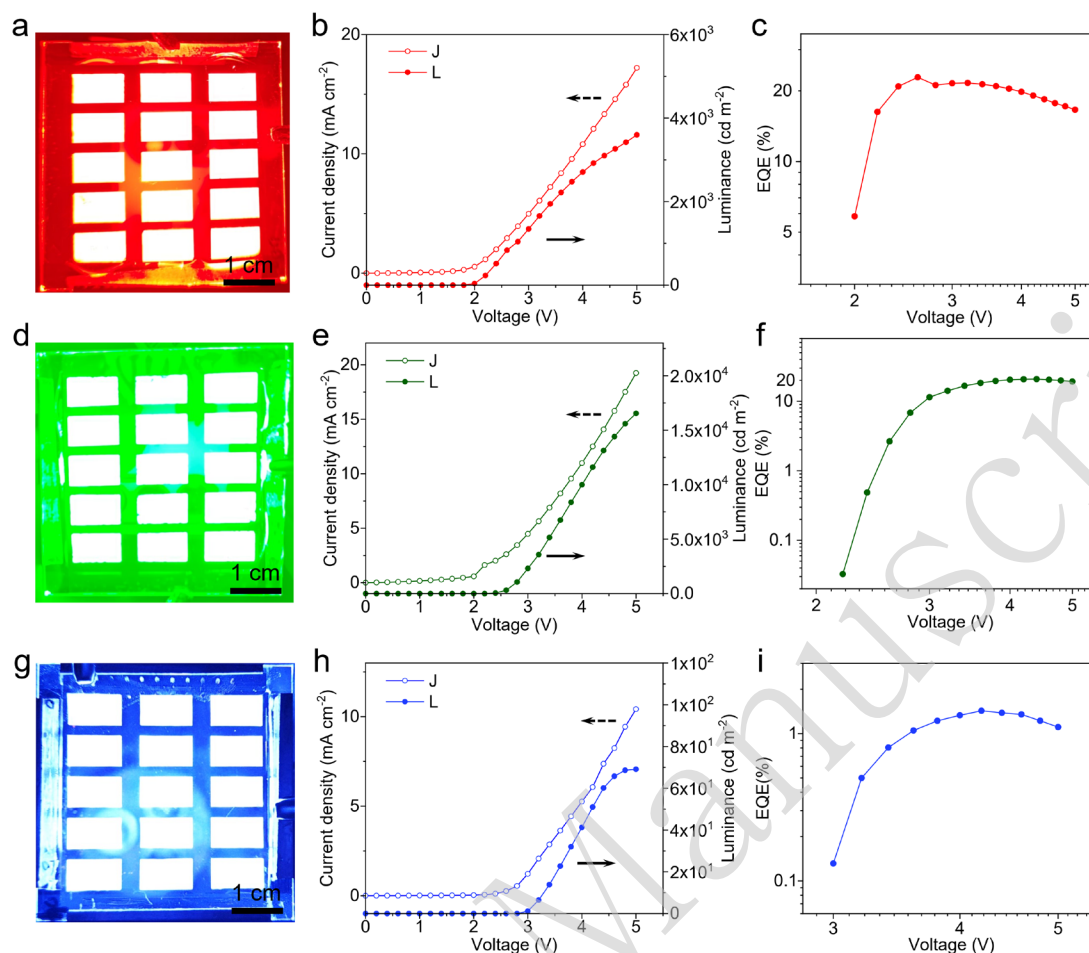 a
1 cm
b
J
L
Current density (mA cm⁻²)
20
10
0
0 1 2 3 4 5
Voltage (V)
6x10³
4x10³
2x10³
0
Luminance (cd m⁻²)
c
EQE (%)
20
10
5
2 3 4 5
Voltage (V)
d
1 cm
e
J
L
Current density (mA cm⁻²)
20
15
10
5
0
0 1 2 3 4 5
Voltage (V)
2.0x10⁴
1.5x10⁴
1.0x10⁴
5.0x10³
0.0
Luminance (cd m⁻²)
f
EQE (%)
20
10
1
0.1
2 3 4 5
Voltage (V)
g
1 cm
h
J
L
Current density (mA cm⁻²)
10
5
0
0 1 2 3 4 5
Voltage (V)
1x10²
1x10²
8x10¹
6x10¹
4x10¹
2x10¹
0
Luminance (cd m⁻²)
i
EQE(%)
1
0.1
3 4 5
Voltage (V)
Manuscri